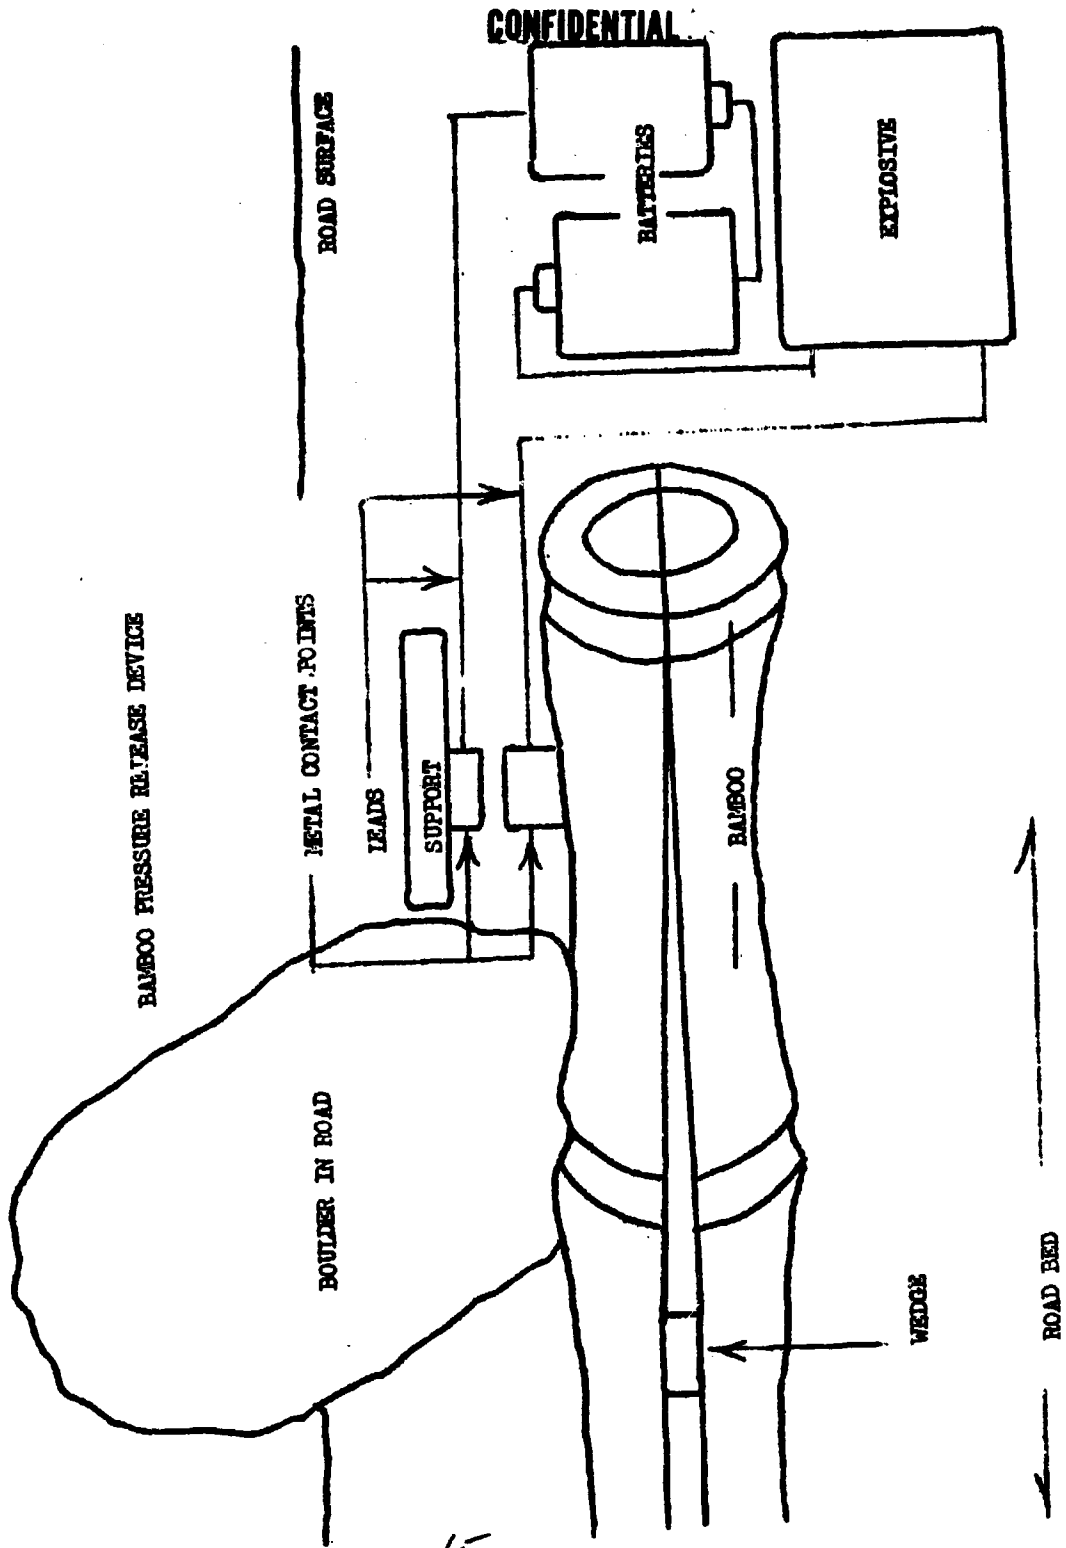 CONFIDENTIAL
BAMBOO PRESSURE RELEASE DEVICE
BOULDER IN ROAD
METAL CONTACT POINTS
ROAD SURFACE
LEADS
SUPPORT
BATTERIES
BAMBOO
EXPLOSIVE
WEDGE
ROAD BED